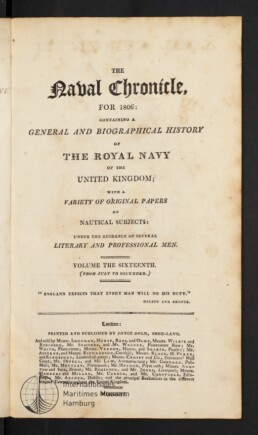 THE
Naval Chronicle,
FOR 1806:
CONTAINING A
GENERAL AND BIOGRAPHICAL HISTORY
OF
THE ROYAL NAVY
OF THE
UNITED KINGDOM;
WITH A
VARIETY OF ORIGINAL PAPERS
ON
NAUTICAL SUBJECTS:
UNDER THE GUIDANCE OF SEVERAL
LITERARY AND PROFESSIONAL MEN.
VOLUME THE SIXTEENTH.
(FROM JULY TO DECEMBER.)
"ENGLAND EXPECTS THAT EVERY MAN WILL DO HIS DUTY."
London:
PRINTED AND PUBLISHED BY JOYCE GOLD, SHOE-LANE.
International
Maritimes Museum
Hamburg